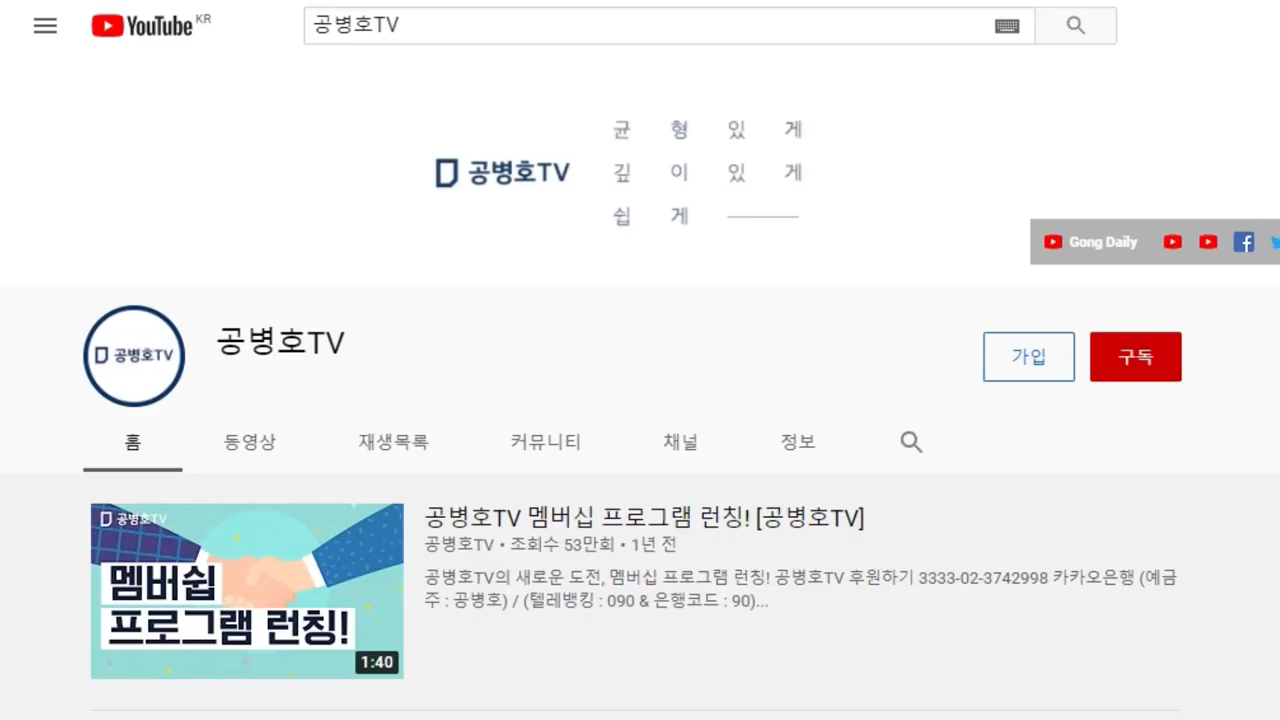 YouTube KR
공병호TV
균 형 있 게
공병호TV
깊 이 있 게
쉽 게
Gong Daily
공병호TV
공병호TV
가입
구독
홈
동영상
재생목록
커뮤니티
채널
정보
공병호TV
멤버쉽
프로그램 런칭!
1:40
공병호TV 멤버십 프로그램 런칭! [공병호TV]
공병호TV • 조회수 53만회 • 1년 전
공병호TV의 새로운 도전, 멤버십 프로그램 런칭! 공병호TV 후원하기 3333-02-3742998 카카오은행 (예금
주 : 공병호) / (텔레뱅킹 : 090 & 은행코드 : 90)...